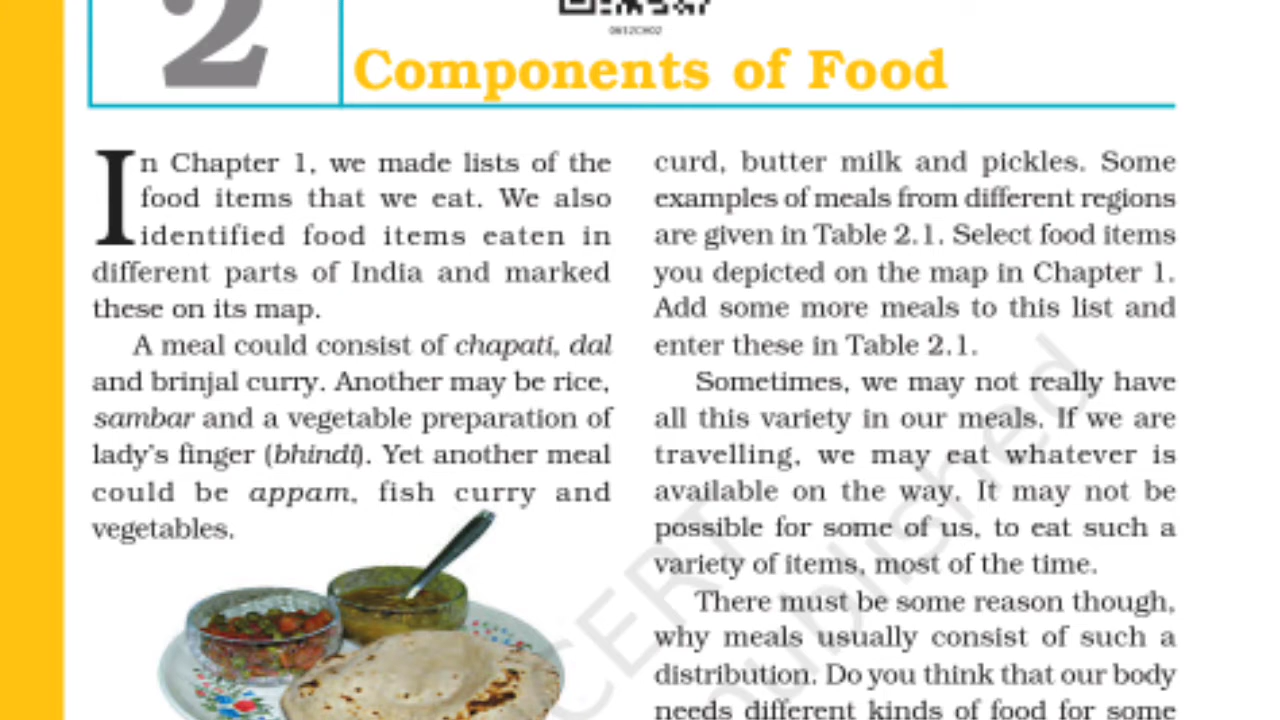 2
0612CH02
Components of Food
In Chapter 1, we made lists of the
food items that we eat. We also
identified food items eaten in
different parts of India and marked
these on its map.
A meal could consist of chapati, dal
and brinjal curry. Another may be rice,
sambar and a vegetable preparation of
lady's finger (bhindi). Yet another meal
could be appam, fish curry and
vegetables.
curd, butter milk and pickles. Some
examples of meals from different regions
are given in Table 2.1. Select food items
you depicted on the map in Chapter 1.
Add some more meals to this list and
enter these in Table 2.1.
Sometimes, we may not really have
all this variety in our meals. If we are
travelling, we may eat whatever is
available on the way. It may not be
possible for some of us, to eat such a
variety of items, most of the time.
There must be some reason though,
why meals usually consist of such a
distribution. Do you think that our body
needs different kinds of food for some